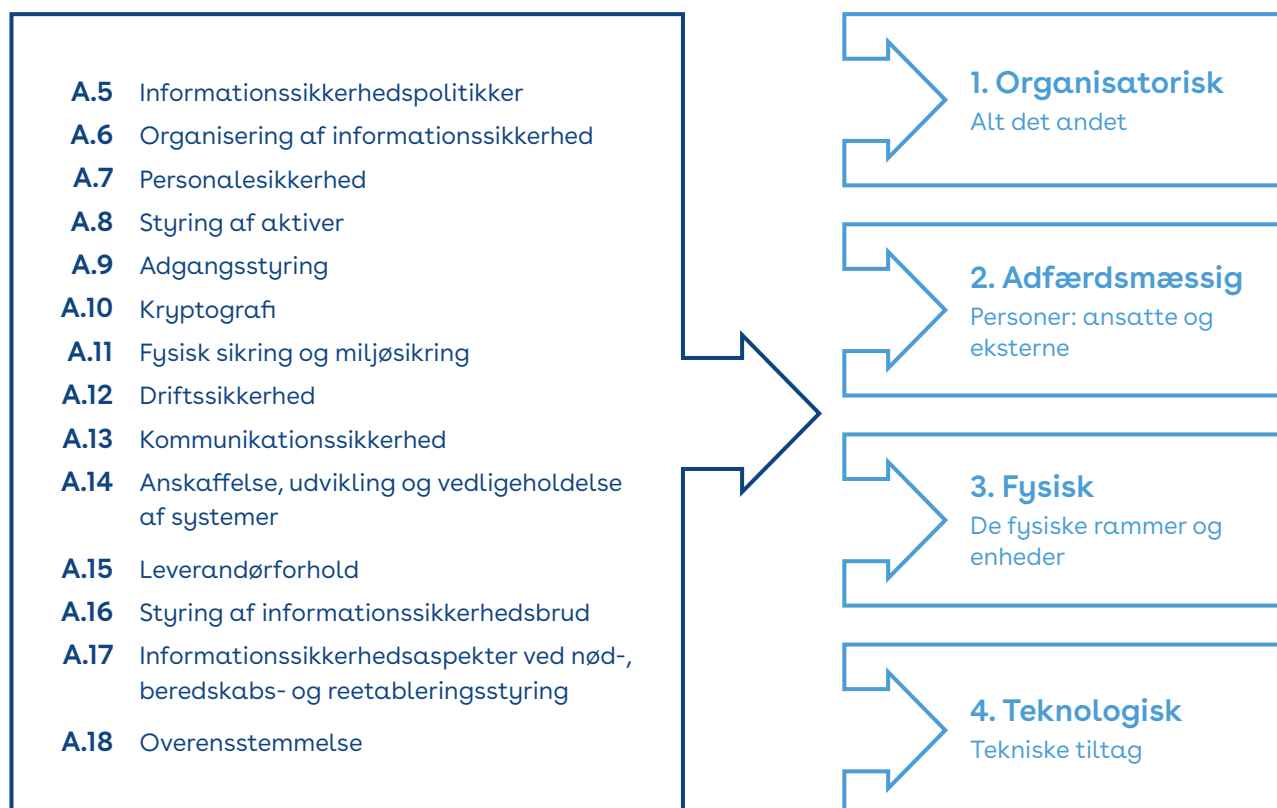 A.5 Informationssikkerhedspolitikker
A.6 Organisering af informationssikkerhed
A.7 Personalesikkerhed
A.8 Styring af aktiver
A.9 Adgangsstyring
A.10 Kryptografi
A.11 Fysisk sikring og miljøsikring
A.12 Driftssikkerhed
A.13 Kommunikationssikkerhed
A.14 Anskaffelse, udvikling og vedligeholdelse
af systemer
A.15 Leverandørforhold
A.16 Styring af informationssikkerhedsbrud
A.17 Informationssikkerhedsaspekter ved nød-,
beredskabs- og reetableringsstyring
A.18 Overensstemmelse
1. Organisatorisk
Alt det andet
2. Adfærdsmæssig
Personer: ansatte og
eksterne
3. Fysisk
De fysiske rammer og
enheder
4. Teknologisk
Tekniske tiltag